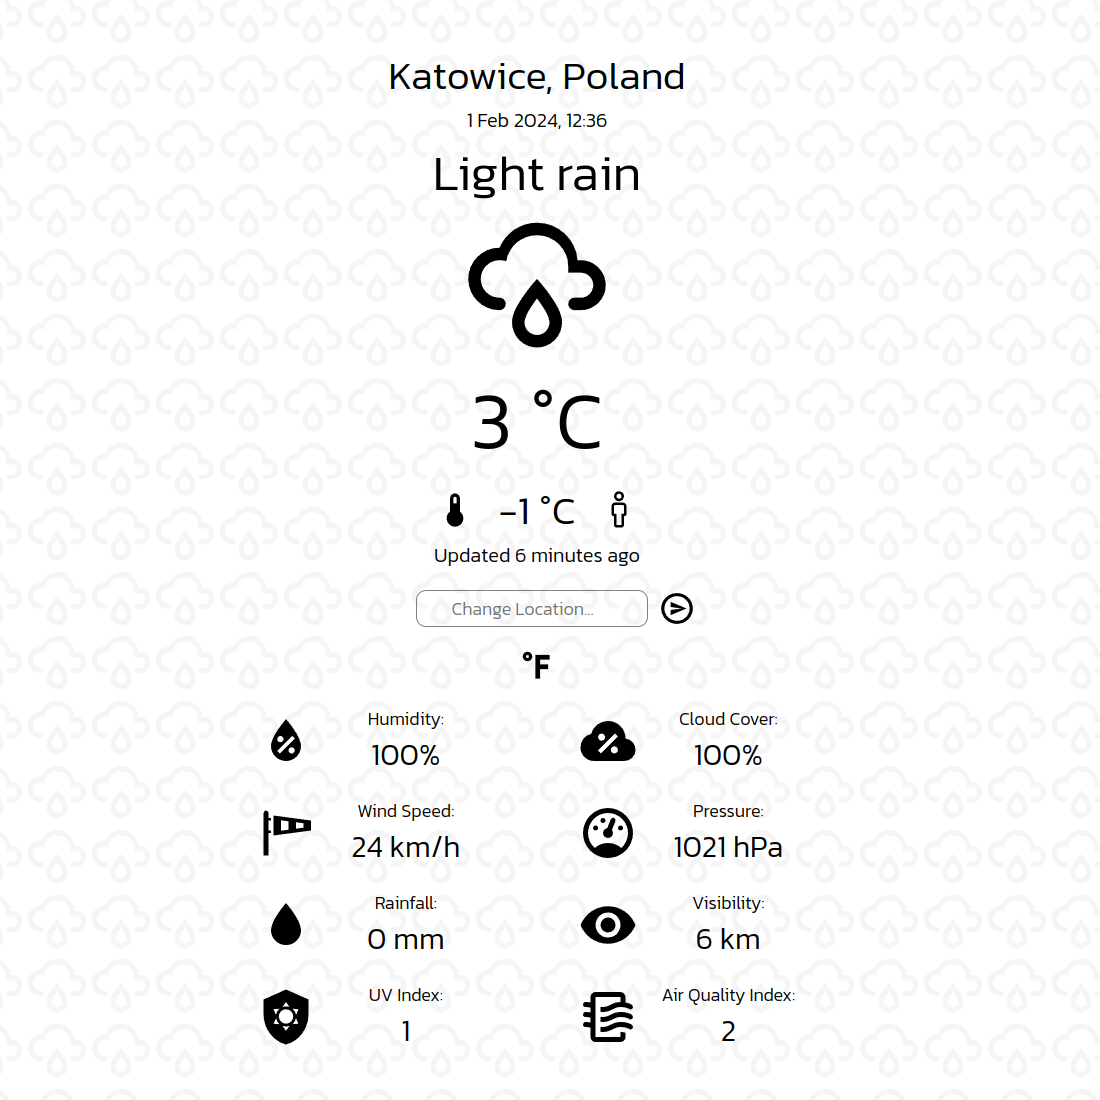 Katowice, Poland
1 Feb 2024, 12:36
Light rain
3 °C
-1 °C
Updated 6 minutes ago
Change Location...
°F
Humidity:
100%
Cloud Cover:
100%
Wind Speed:
24 km/h
Pressure:
1021 hPa
Rainfall:
0 mm
Visibility:
6 km
UV Index:
1
Air Quality Index:
2